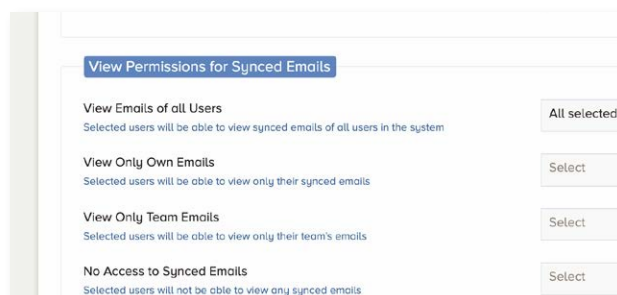 View Permissions for Synced Emails
View Emails of all Users
All selected
Selected users will be able to view synced emails of all users in the system
View Only Own Emails
Select
Selected users will be able to view only their synced emails
View Only Team Emails
Select
Selected users will be able to view only their team's emails
No Access to Synced Emails
Select
Selected users will not be able to view any synced emails